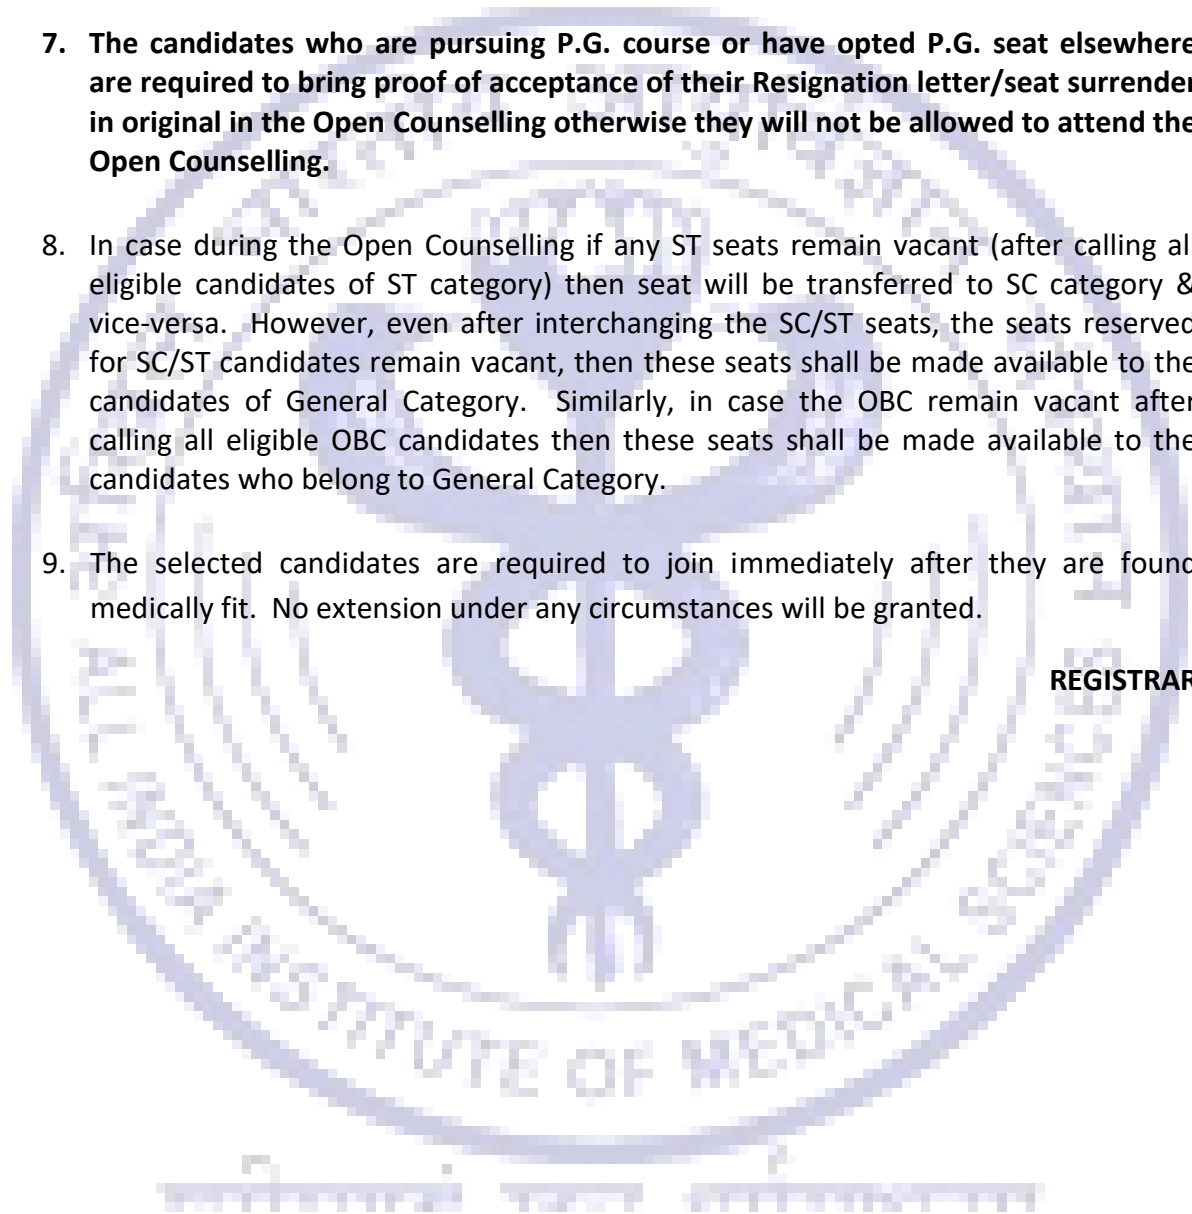 7. The candidates who are pursuing P.G. course or have opted P.G. seat elsewhere
are required to bring proof of acceptance of their Resignation letter/seat surrender
in original in the Open Counselling otherwise they will not be allowed to attend the
Open Counselling.
8. In case during the Open Counselling if any ST seats remain vacant (after calling al
eligible candidates of ST category) then seat will be transferred to SC category &
vice-versa. However, even after interchanging the SC/ST seats, the seats reserved
for SC/ST candidates remain vacant, then these seats shall be made available to the
candidates of General Category. Similarly, in case the OBC remain vacant after
calling all eligible OBC candidates then these seats shall be made available to the
candidates who belong to General Category.
9. The selected candidates are required to join immediately after they are found
medically fit. No extension under any circumstances will be granted.
REGISTRAR
ALL INDIA INSTITUTE OF MEDICAL SCIENCES